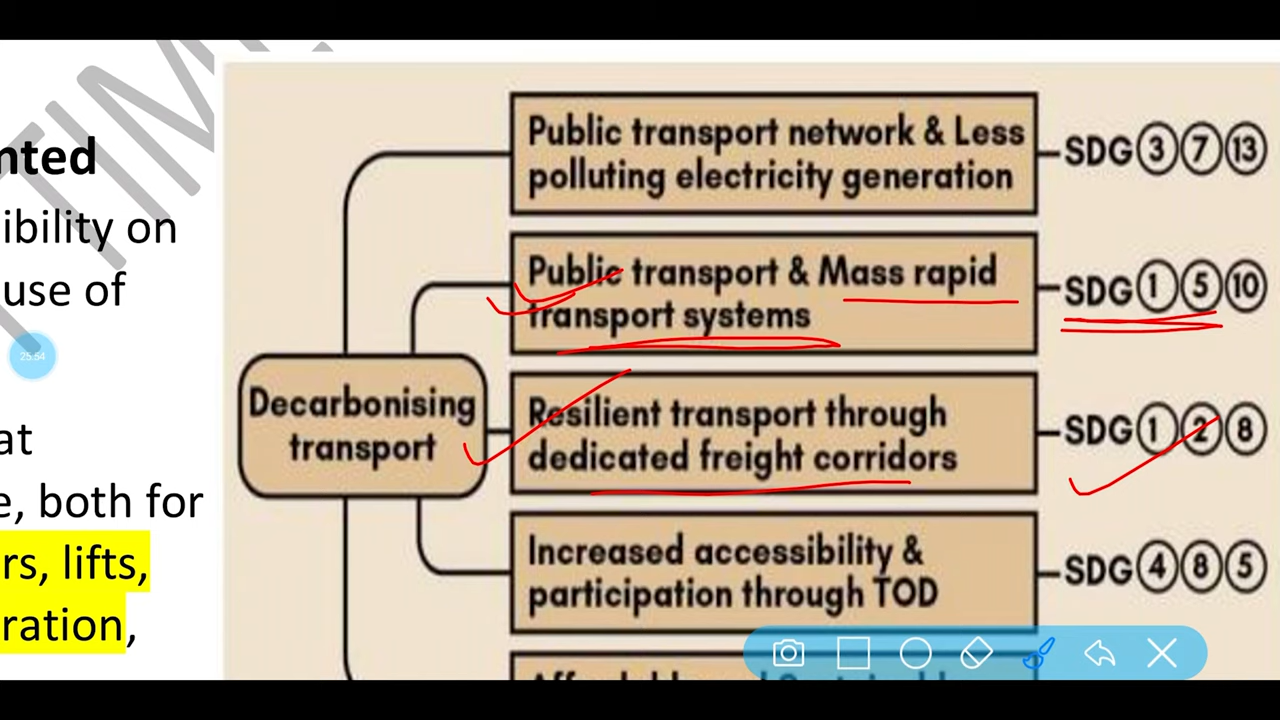 nted
ibility on
use of
25:54
at
e, both for
rs, lifts,
ration,
Public transport network & Less
polluting electricity generation
SDG 3 7 13
Public transport & Mass rapid
transport systems
SDG 1 5 10
Decarbonising
transport
Resilient transport through
dedicated freight corridors
SDG 1 2 8
Increased accessibility &
participation through TOD
SDG 4 8 5